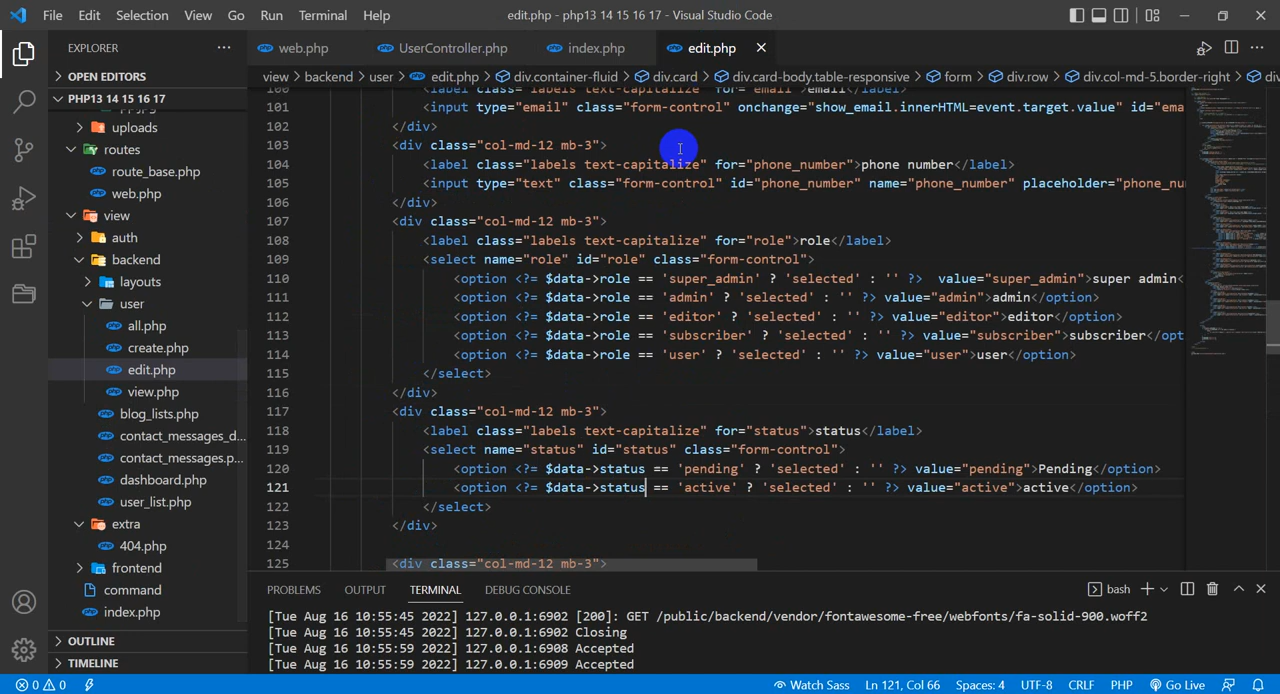 File Edit Selection View Go Run Terminal Help edit.php - php13 14 15 16 17 - Visual Studio Code
EXPLORER ···
web.php UserController.php index.php edit.php
OPEN EDITORS
view > backend > user > edit.php > div.container-fluid > div.card > div.card-body.table-responsive > form > div.row > div.col-md-5.border-right > div
PHP13 14 15 16 17
uploads
routes
route_base.php
web.php
view
auth
backend
layouts
user
all.php
create.php
edit.php
view.php
blog_lists.php
contact_messages_d...
contact_messages.p...
dashboard.php
user_list.php
extra
404.php
frontend
command
index.php
OUTLINE
TIMELINE
100 <label class="labels text-capitalize" for="email">email</label>
101 <input type="email" class="form-control" onchange="show_email.innerHTML=event.target.value" id="ema
102 </div>
103 <div class="col-md-12 mb-3">
104 <label class="labels text-capitalize" for="phone_number">phone number</label>
105 <input type="text" class="form-control" id="phone_number" name="phone_number" placeholder="phone_nu
106 </div>
107 <div class="col-md-12 mb-3">
108 <label class="labels text-capitalize" for="role">role</label>
109 <select name="role" id="role" class="form-control">
110 <option <?= $data->role == 'super_admin' ? 'selected' : '' ?>  value="super_admin">super admin<
111 <option <?= $data->role == 'admin' ? 'selected' : '' ?> value="admin">admin</option>
112 <option <?= $data->role == 'editor' ? 'selected' : '' ?> value="editor">editor</option>
113 <option <?= $data->role == 'subscriber' ? 'selected' : '' ?> value="subscriber">subscriber</opt
114 <option <?= $data->role == 'user' ? 'selected' : '' ?> value="user">user</option>
115 </select>
116 </div>
117 <div class="col-md-12 mb-3">
118 <label class="labels text-capitalize" for="status">status</label>
119 <select name="status" id="status" class="form-control">
120 <option <?= $data->status == 'pending' ? 'selected' : '' ?> value="pending">Pending</option>
121 <option <?= $data->status == 'active' ? 'selected' : '' ?> value="active">active</option>
122 </select>
123 </div>
124
125 <div class="col-md-12 mb-3">
PROBLEMS OUTPUT TERMINAL DEBUG CONSOLE bash
[Tue Aug 16 10:55:45 2022] 127.0.0.1:6902 [200]: GET /public/backend/vendor/fontawesome-free/webfonts/fa-solid-900.woff2
[Tue Aug 16 10:55:45 2022] 127.0.0.1:6902 Closing
[Tue Aug 16 10:55:59 2022] 127.0.0.1:6908 Accepted
[Tue Aug 16 10:55:59 2022] 127.0.0.1:6909 Accepted
0 0 Watch Sass Ln 121, Col 66 Spaces: 4 UTF-8 CRLF PHP Go Live